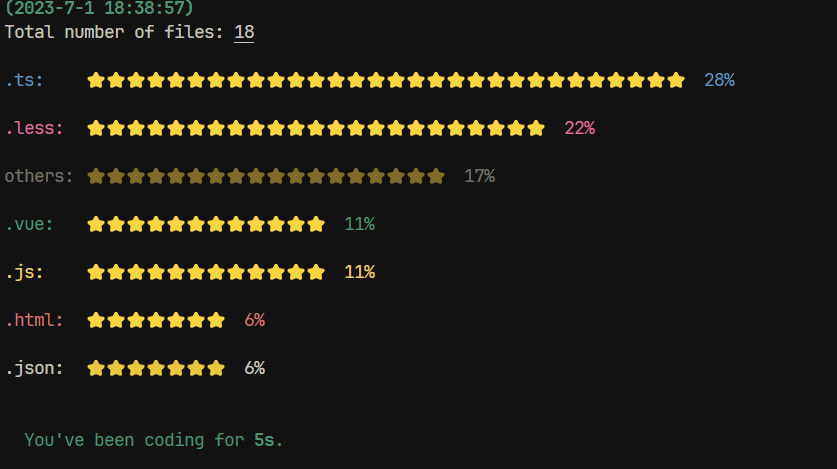 (2023-7-1 18:38:57)
Total number of files: 18
.ts: 28%
.less: 22%
others: 17%
.vue: 11%
.js: 11%
.html: 6%
.json: 6%
You've been coding for 5s.